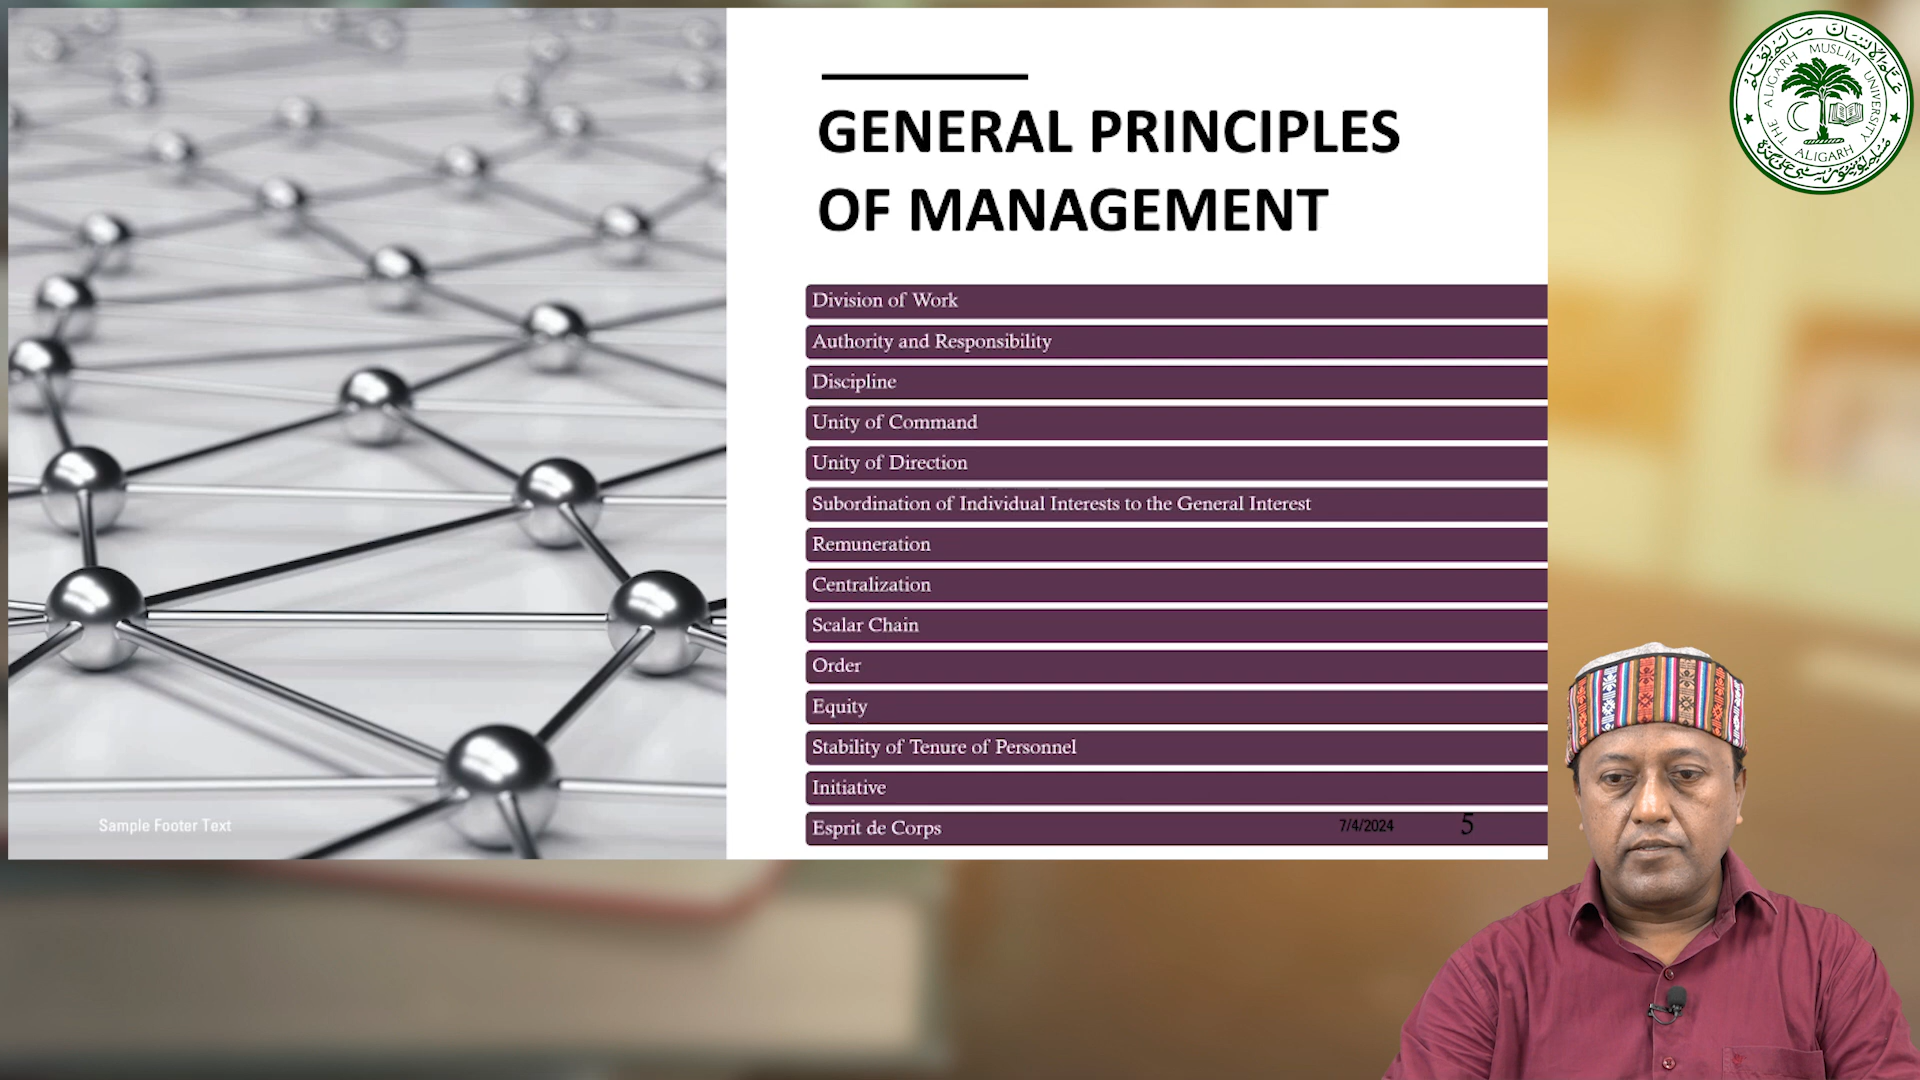 GENERAL PRINCIPLES
OF MANAGEMENT
Division of Work
Authority and Responsibility
Discipline
Unity of Command
Unity of Direction
Subordination of Individual Interests to the General Interest
Remuneration
Centralization
Scalar Chain
Order
Equity
Stability of Tenure of Personnel
Initiative
Esprit de Corps
7/4/2024
5
Sample Footer Text
THE ALIGARH MUSLIM UNIVERSITY
ALIGARH